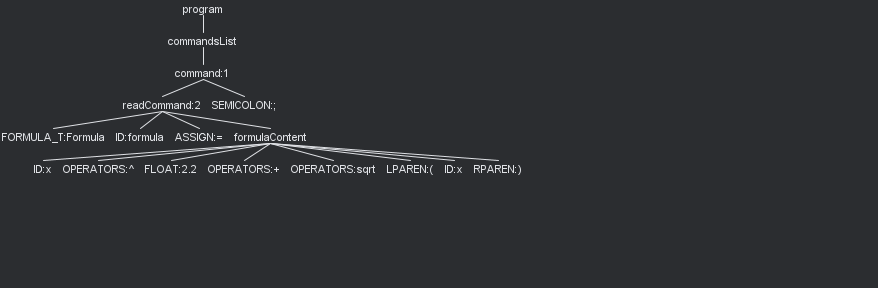 program
commandsList
command:1
readCommand:2 SEMICOLON:;
FORMULA_T:Formula ID:formula ASSIGN:= formulaContent
ID:x OPERATORS:^ FLOAT:2.2 OPERATORS:+ OPERATORS:sqrt LPAREN:( ID:x RPAREN:)